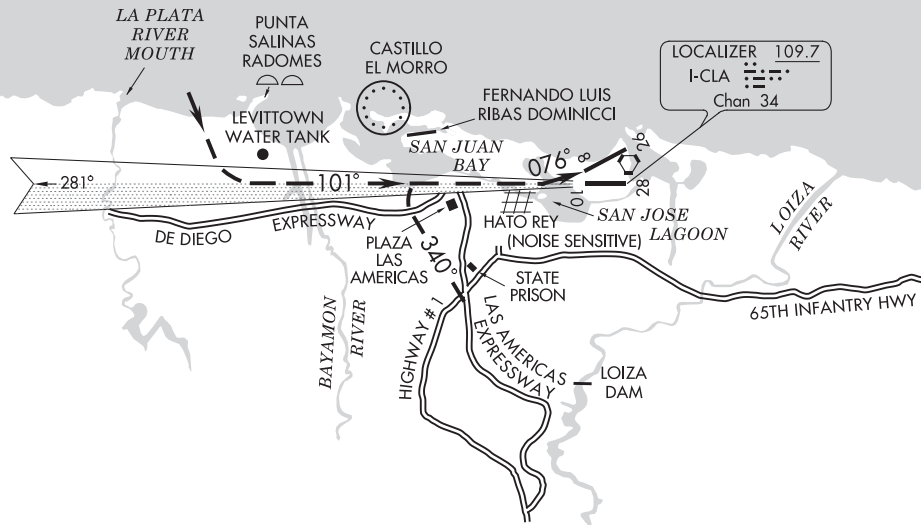 LA PLATA
RIVER
MOUTH
PUNTA
SALINAS
RADOMES
CASTILLO
EL MORRO
LOCALIZER 109.7
I-CLA
Chan 34
LEVITTOWN
WATER TANK
FERNANDO LUIS
RIBAS DOMINICCI
SAN JUAN
BAY
076°
8
26
281°
101°
10
28
HATO REY
(NOISE SENSITIVE)
SAN JOSE
LAGOON
LOIZA
RIVER
DE DIEGO
EXPRESSWAY
PLAZA
LAS
AMERICAS
340°
STATE
PRISON
65TH INFANTRY HWY
BAYAMON
RIVER
HIGHWAY #1
LAS AMERICAS
EXPRESSWAY
LOIZA
DAM